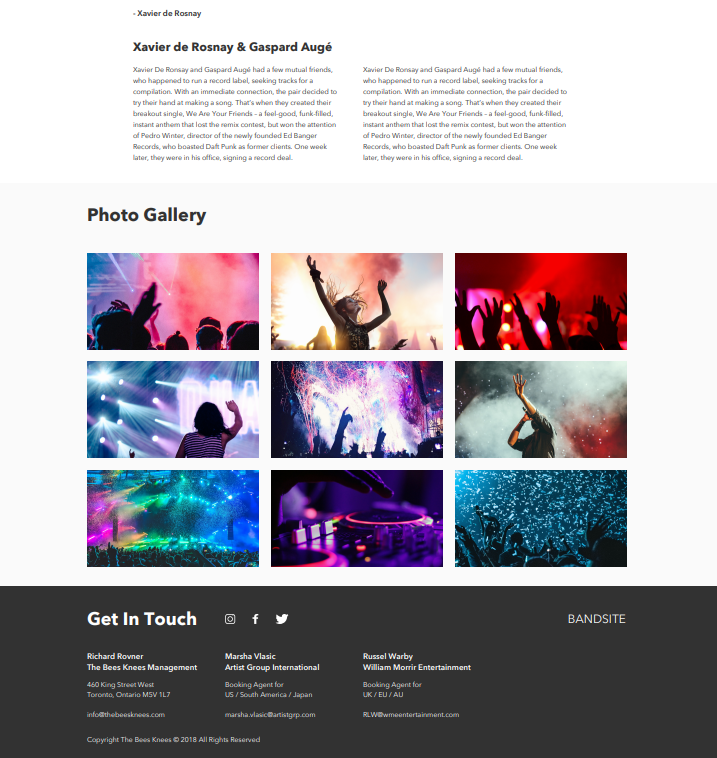 - Xavier de Rosnay
Xavier de Rosnay & Gaspard Augé
Xavier De Ronsay and Gaspard Augé had a few mutual friends,
who happened to run a record label, seeking tracks for a
compilation. With an immediate connection, the pair decided to
try their hand at making a song. That's when they created their
breakout single, We Are Your Friends – a feel-good, funk-filled,
instant anthem that lost the remix contest, but won the attention
of Pedro Winter, director of the newly founded Ed Banger
Records, who boasted Daft Punk as former clients. One week
later, they were in his office, signing a record deal.
Xavier De Ronsay and Gaspard Augé had a few mutual friends,
who happened to run a record label, seeking tracks for a
compilation. With an immediate connection, the pair decided to
try their hand at making a song. That's when they created their
breakout single, We Are Your Friends – a feel-good, funk-filled,
instant anthem that lost the remix contest, but won the attention
of Pedro Winter, director of the newly founded Ed Banger
Records, who boasted Daft Punk as former clients. One week
later, they were in his office, signing a record deal.
Photo Gallery
Get In Touch
BANDSITE
Richard Rovner
The Bees Knees Management
460 King Street West
Toronto, Ontario M5V 1L7
info@thebeesknees.com
Marsha Vlasic
Artist Group International
Booking Agent for
US / South America / Japan
marsha.vlasic@artistgrp.com
Russel Warby
William Morrir Entertainment
Booking Agent for
UK / EU / AU
RLW@wmeentertainment.com
Copyright The Bees Knees © 2018 All Rights Reserved